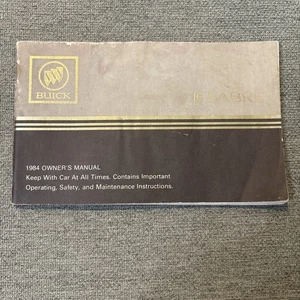 BUICK
1984 OWNER'S MANUAL
Keep With Car At All Times. Contains Important
Operating, Safety, and Maintenance Instructions.